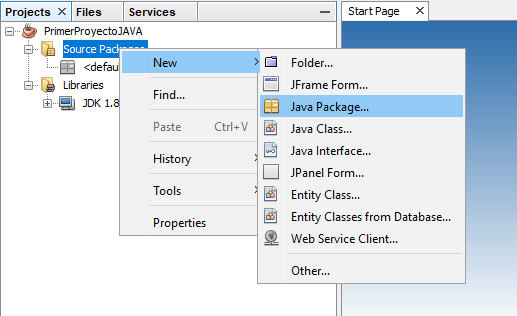 Projects
Files
Services
Start Page
PrimerProyectoJAVA
Source Packages
<defau
Libraries
JDK 1.8
New
Find...
Paste Ctrl+V
History
Tools
Properties
Folder...
JFrame Form...
Java Package...
Java Class...
Java Interface...
JPanel Form...
Entity Class...
Entity Classes from Database...
Web Service Client...
Other...